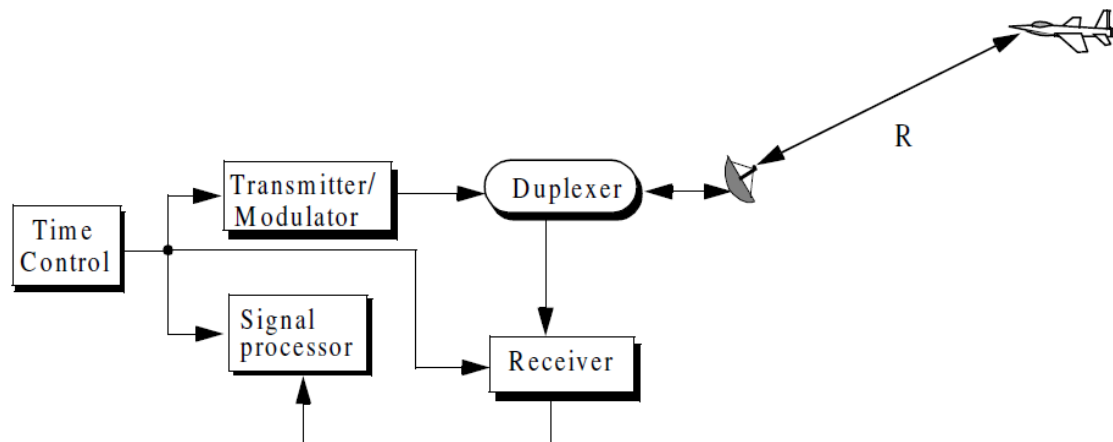 R
Transmitter/
Modulator
Duplexer
Time
Control
Signal
processor
Receiver